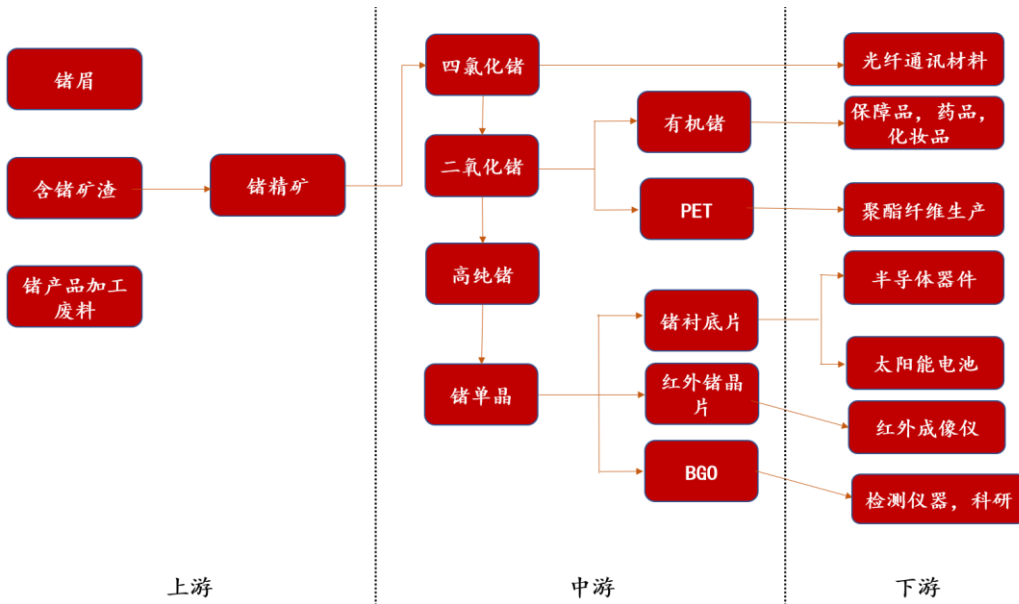 锗眉
含锗矿渣
锗产品加工
废料
锗精矿
四氯化锗
二氧化锗
高纯锗
锗单晶
有机锗
PET
锗衬底片
红外锗晶
片
BGO
光纤通讯材料
保障品，药品，
化妆品
聚酯纤维生产
半导体器件
太阳能电池
红外成像仪
检测仪器，科研
上游
中游
下游